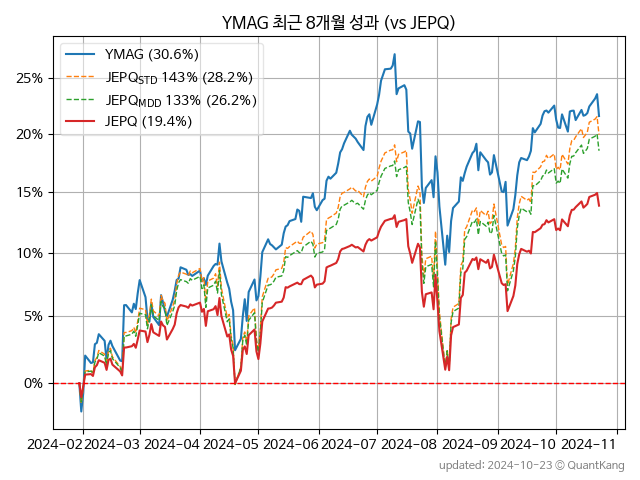 YMAG 최근 8개월 성과 (vs JEPQ)
YMAG (30.6%)
JEPQSTD 143% (28.2%)
JEPQMDD 133% (26.2%)
JEPQ (19.4%)
25%
20%
15%
10%
5%
0%
2024-02 2024-03 2024-04 2024-05 2024-06 2024-07 2024-08 2024-09 2024-10 2024-11
updated: 2024-10-23 © QuantKang